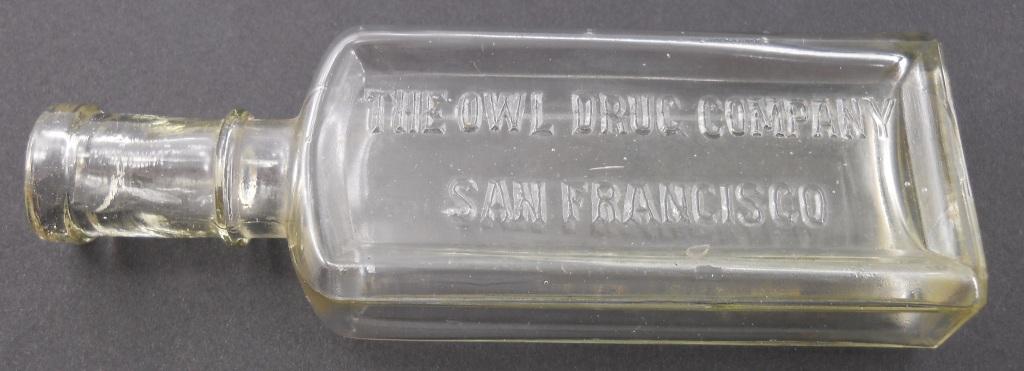 THE OWL DRUG COMPANY
SAN FRANCISCO